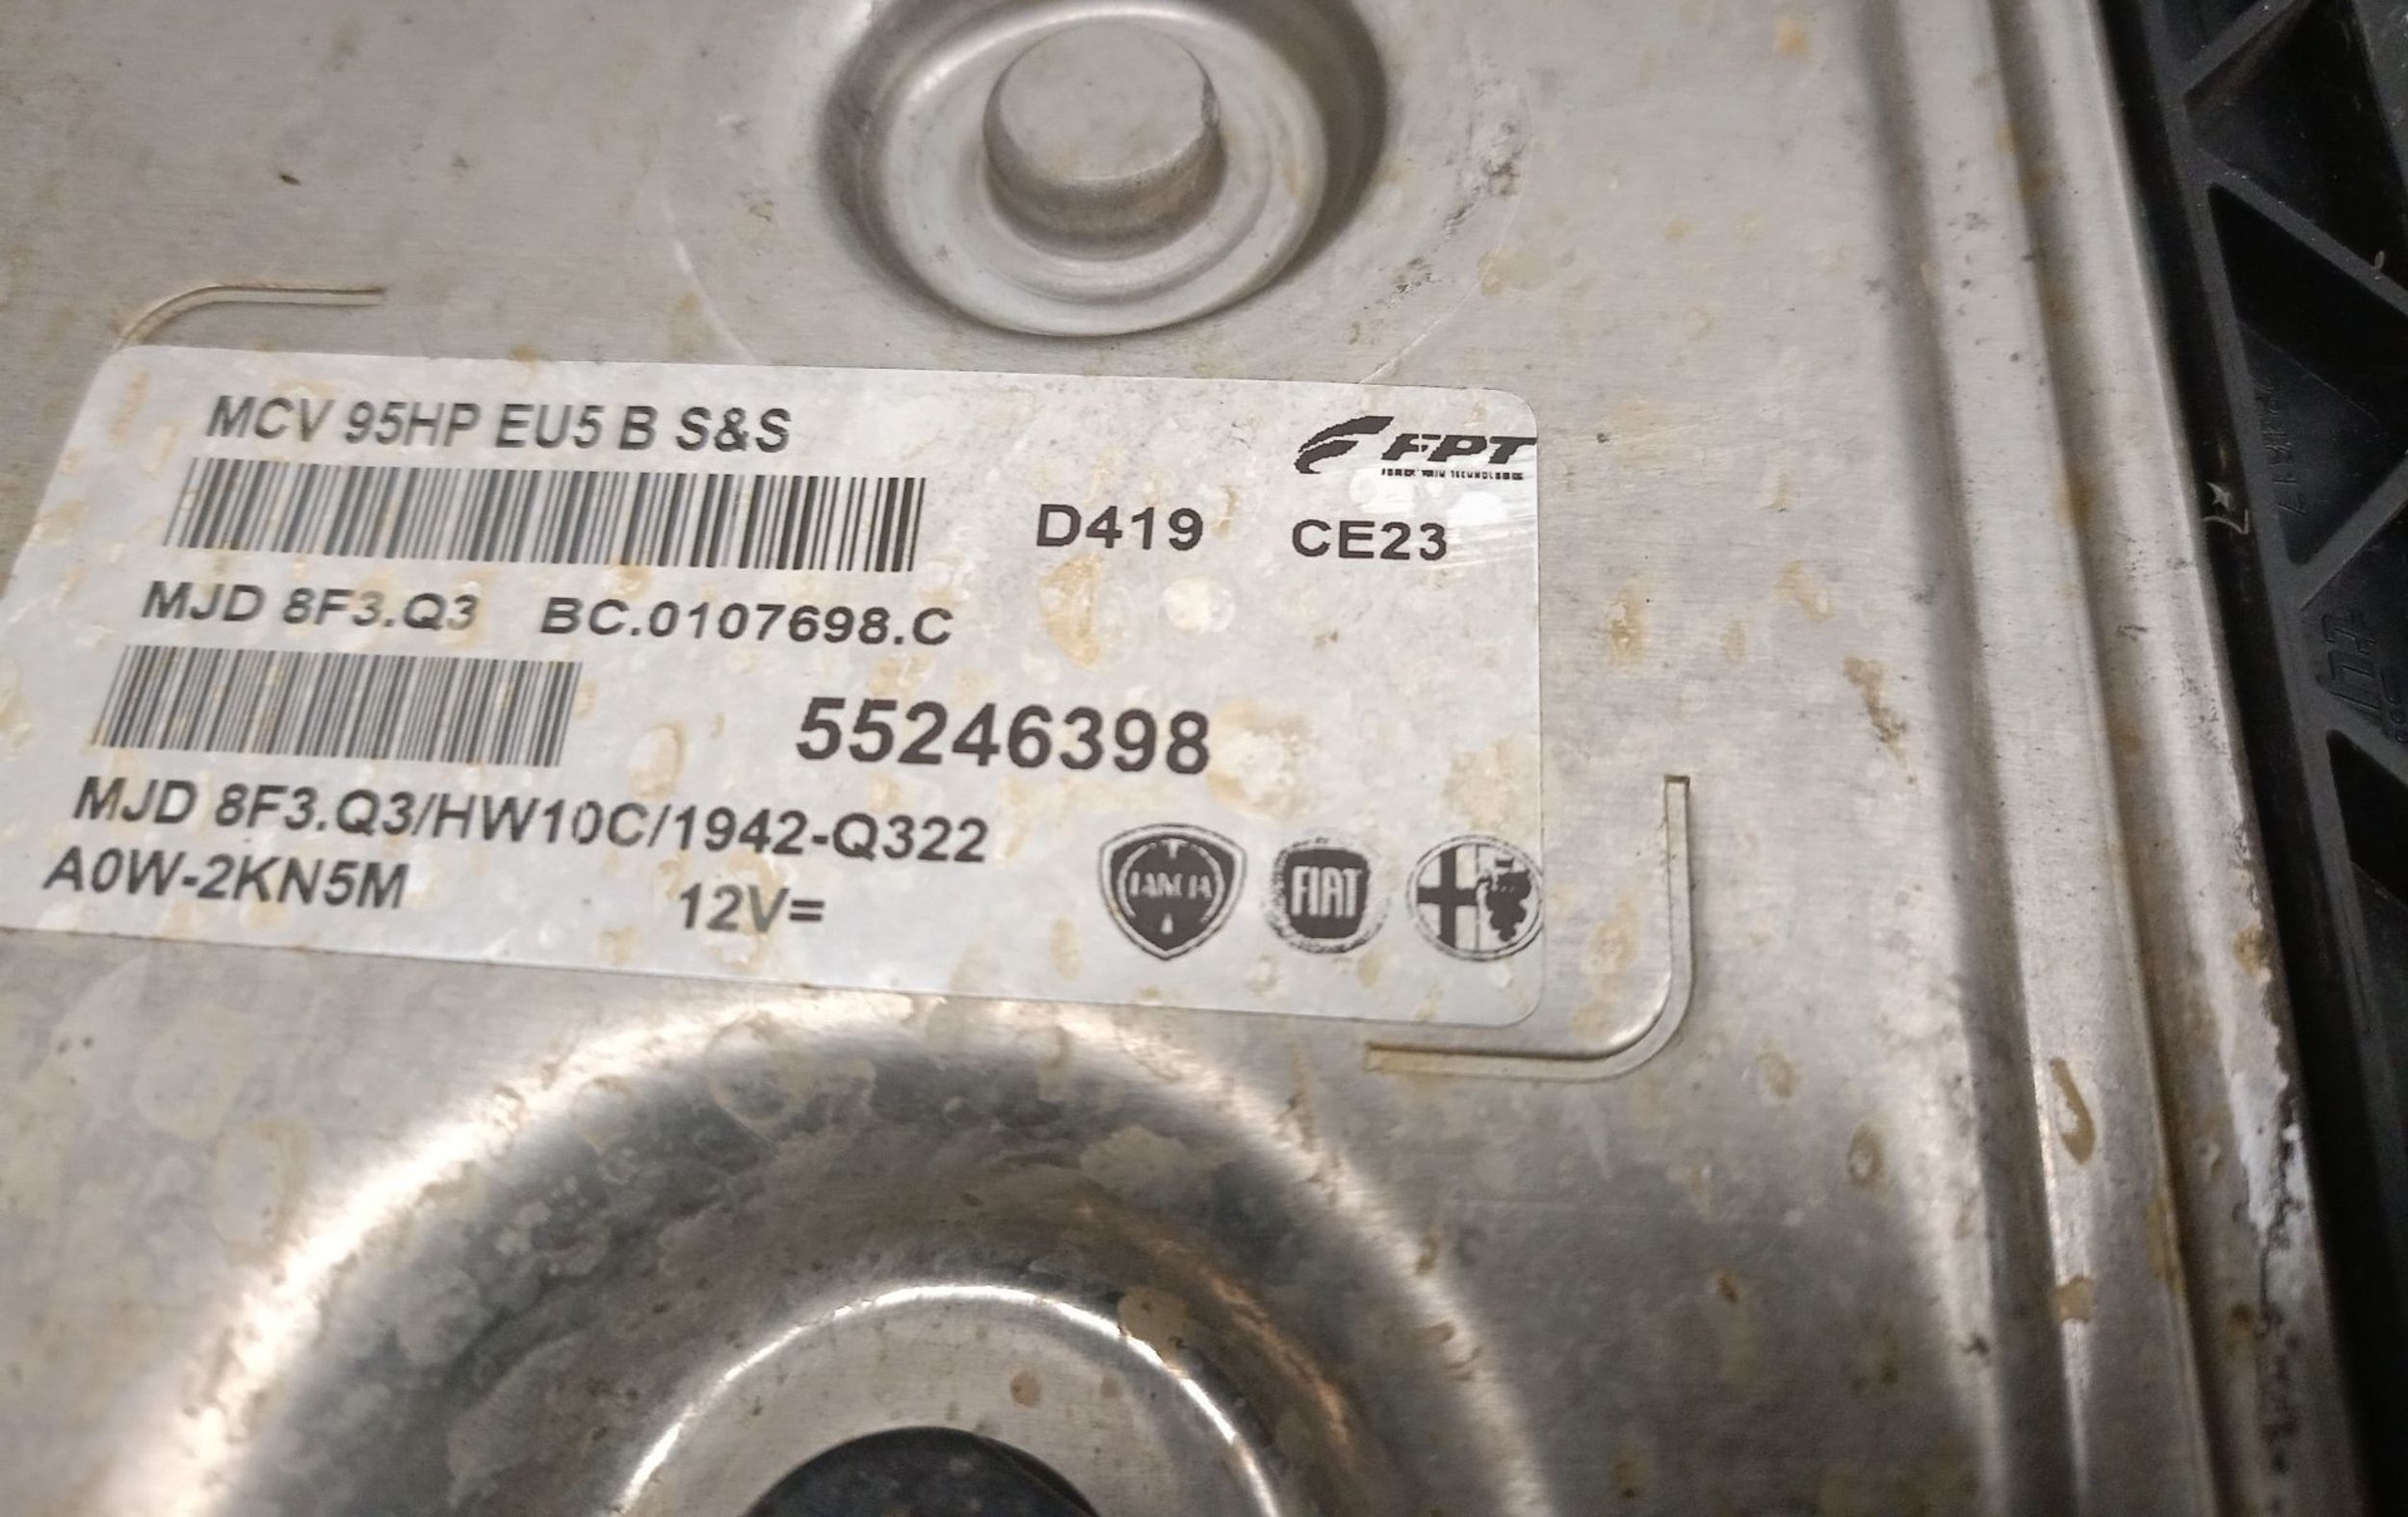 MCV 95HP EU5 B S&S
FPT
D419 CE23
MJD 8F3.Q3 BC.0107698.C
55246398
MJD 8F3.Q3/HW10C/1942-Q322
A0W-2KN5M 12V=
LANCIA FIAT